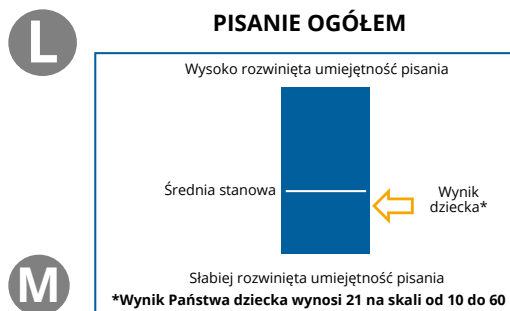 L
PISANIE OGÓŁEM
Wysoko rozwinięta umiejętność pisania
Średnia stanowa
Wynik
dziecka*
M
Słabiej rozwinięta umiejętność pisania
*Wynik Państwa dziecka wynosi 21 na skali od 10 do 60